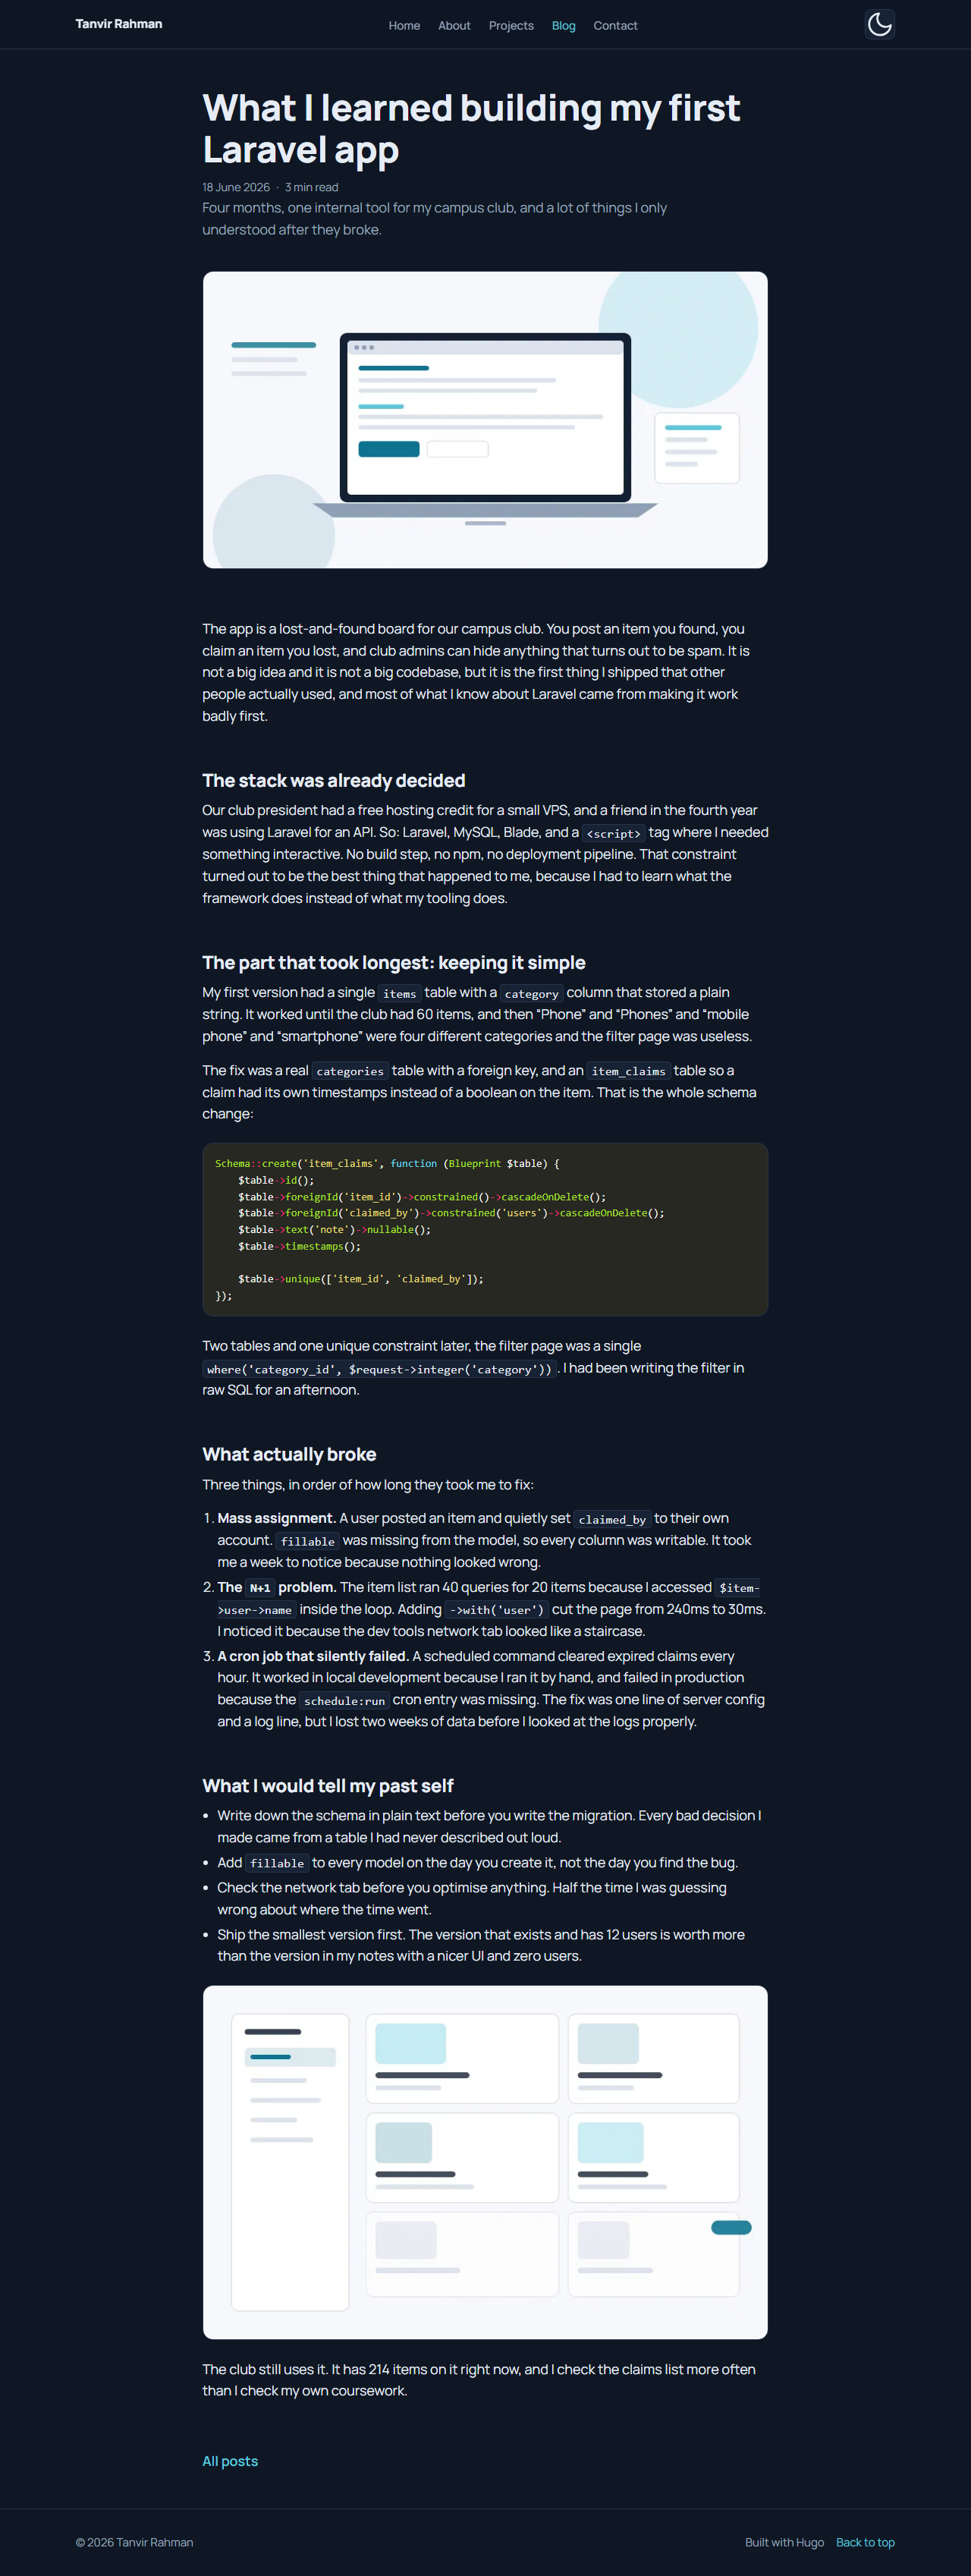 Tanvir Rahman
Home About Projects Blog Contact
What I learned building my first
Laravel app
18 June 2026 · 3 min read
Four months, one internal tool for my campus club, and a lot of things I only
understood after they broke.
The app is a lost-and-found board for our campus club. You post an item you found, you
claim an item you lost, and club admins can hide anything that turns out to be spam. It is
not a big idea and it is not a big codebase, but it is the first thing I shipped that other
people actually used, and most of what I know about Laravel came from making it work
badly first.
The stack was already decided
Our club president had a free hosting credit for a small VPS, and a friend in the fourth year
was using Laravel for an API. So: Laravel, MySQL, Blade, and a <script> tag where I needed
something interactive. No build step, no npm, no deployment pipeline. That constraint
turned out to be the best thing that happened to me, because I had to learn what the
framework does instead of what my tooling does.
The part that took longest: keeping it simple
My first version had a single items table with a category column that stored a plain
string. It worked until the club had 60 items, and then “Phone” and “Phones” and “mobile
phone” and “smartphone” were four different categories and the filter page was useless.
The fix was a real categories table with a foreign key, and an item_claims table so a
claim had its own timestamps instead of a boolean on the item. That is the whole schema
change:
Schema::create('item_claims', function (Blueprint $table) {
    $table->id();
    $table->foreignId('item_id')->constrained()->cascadeOnDelete();
    $table->foreignId('claimed_by')->constrained('users')->cascadeOnDelete();
    $table->text('note')->nullable();
    $table->timestamps();
    $table->unique(['item_id', 'claimed_by']);
});
Two tables and one unique constraint later, the filter page was a single
where('category_id', $request->integer('category')). I had been writing the filter in
raw SQL for an afternoon.
What actually broke
Three things, in order of how long they took me to fix:
1. Mass assignment. A user posted an item and quietly set claimed_by to their own
account. fillable was missing from the model, so every column was writable. It took
me a week to notice because nothing looked wrong.
2. The N+1 problem. The item list ran 40 queries for 20 items because I accessed $item-
>user->name inside the loop. Adding ->with('user') cut the page from 240ms to 30ms.
I noticed it because the dev tools network tab looked like a staircase.
3. A cron job that silently failed. A scheduled command cleared expired claims every
hour. It worked in local development because I ran it by hand, and failed in production
because the schedule:run cron entry was missing. The fix was one line of server config
and a log line, but I lost two weeks of data before I looked at the logs properly.
What I would tell my past self
• Write down the schema in plain text before you write the migration. Every bad decision I
made came from a table I had never described out loud.
• Add fillable to every model on the day you create it, not the day you find the bug.
• Check the network tab before you optimise anything. Half the time I was guessing
wrong about where the time went.
• Ship the smallest version first. The version that exists and has 12 users is worth more
than the version in my notes with a nicer UI and zero users.
The club still uses it. It has 214 items on it right now, and I check the claims list more often
than I check my own coursework.
All posts
© 2026 Tanvir Rahman
Built with Hugo Back to top